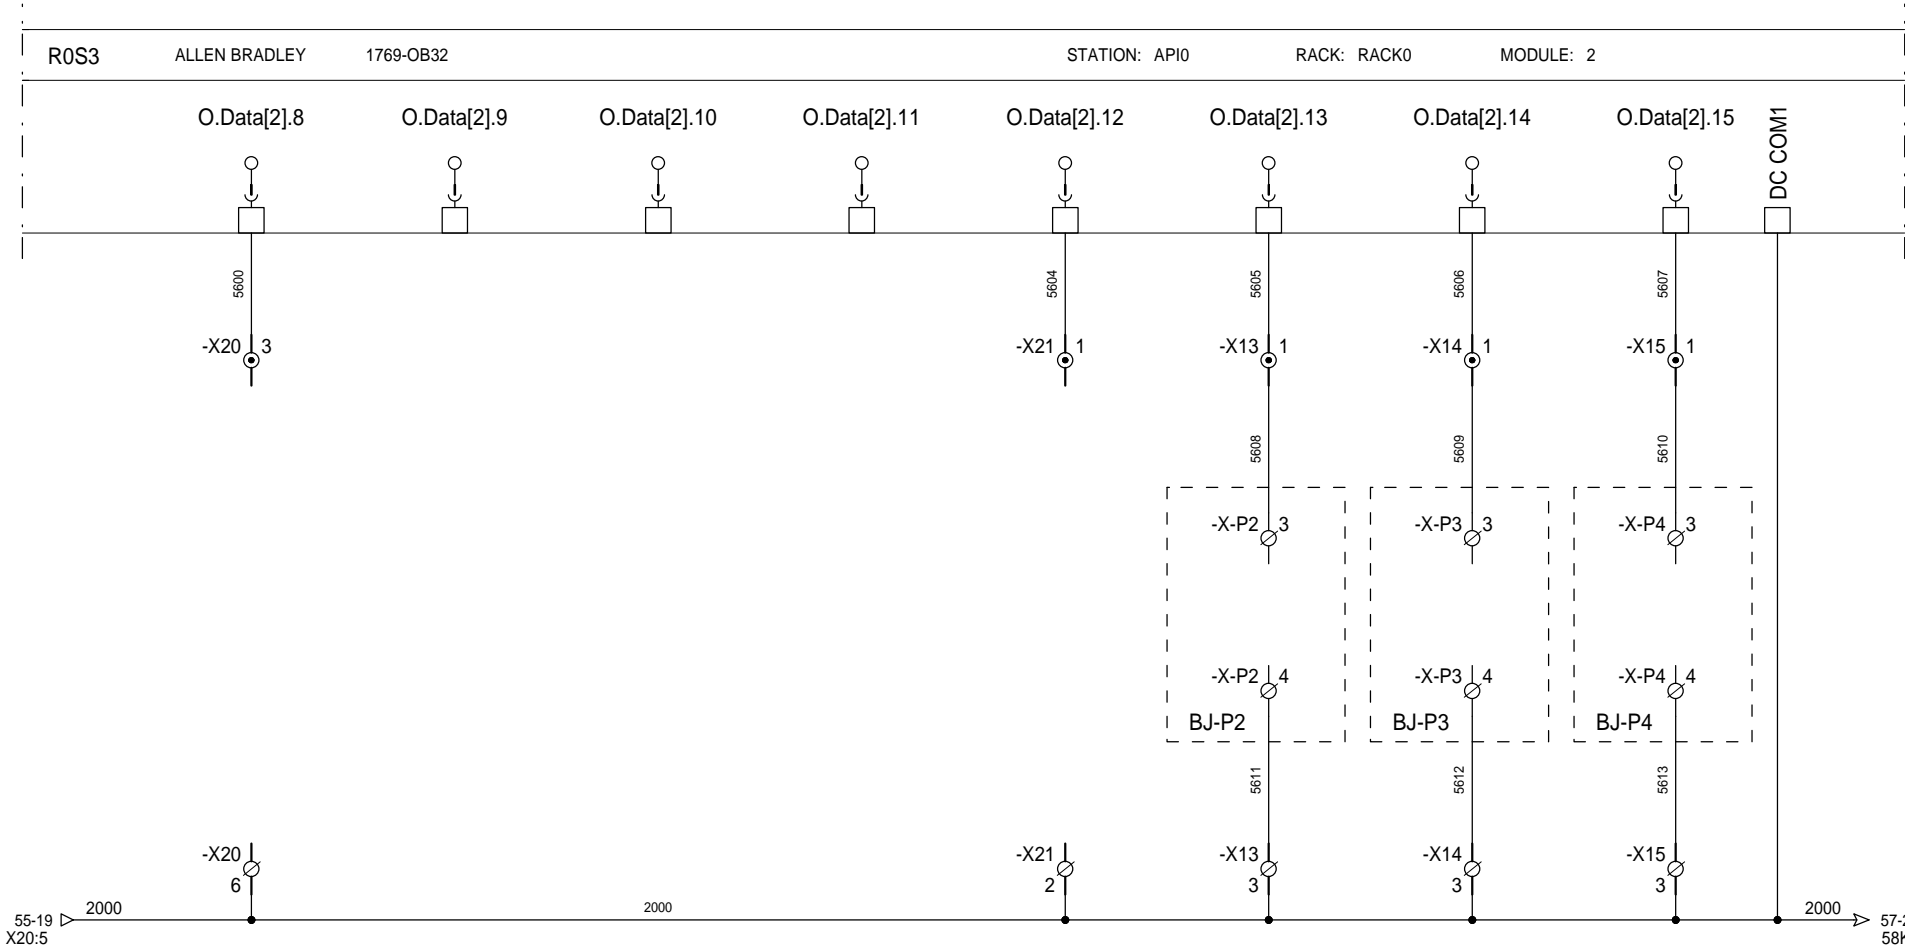 R0S3 ALLEN BRADLEY 1769-OB32 STATION: API0 RACK: RACK0 MODULE: 2
O.Data[2].8 O.Data[2].9 O.Data[2].10 O.Data[2].11 O.Data[2].12 O.Data[2].13 O.Data[2].14 O.Data[2].15 DC COM1
5600 5604 5605 5606 5607
-X20 3 -X21 1 -X13 1 -X14 1 -X15 1
5608 5609 5610
-X-P2 3 -X-P3 3 -X-P4 3
-X-P2 4 -X-P3 4 -X-P4 4
BJ-P2 BJ-P3 BJ-P4
5611 5612 5613
-X20 -X21 -X13 -X14 -X15
6 2 3 3 3
2000 2000 2000
55-19
X20:5